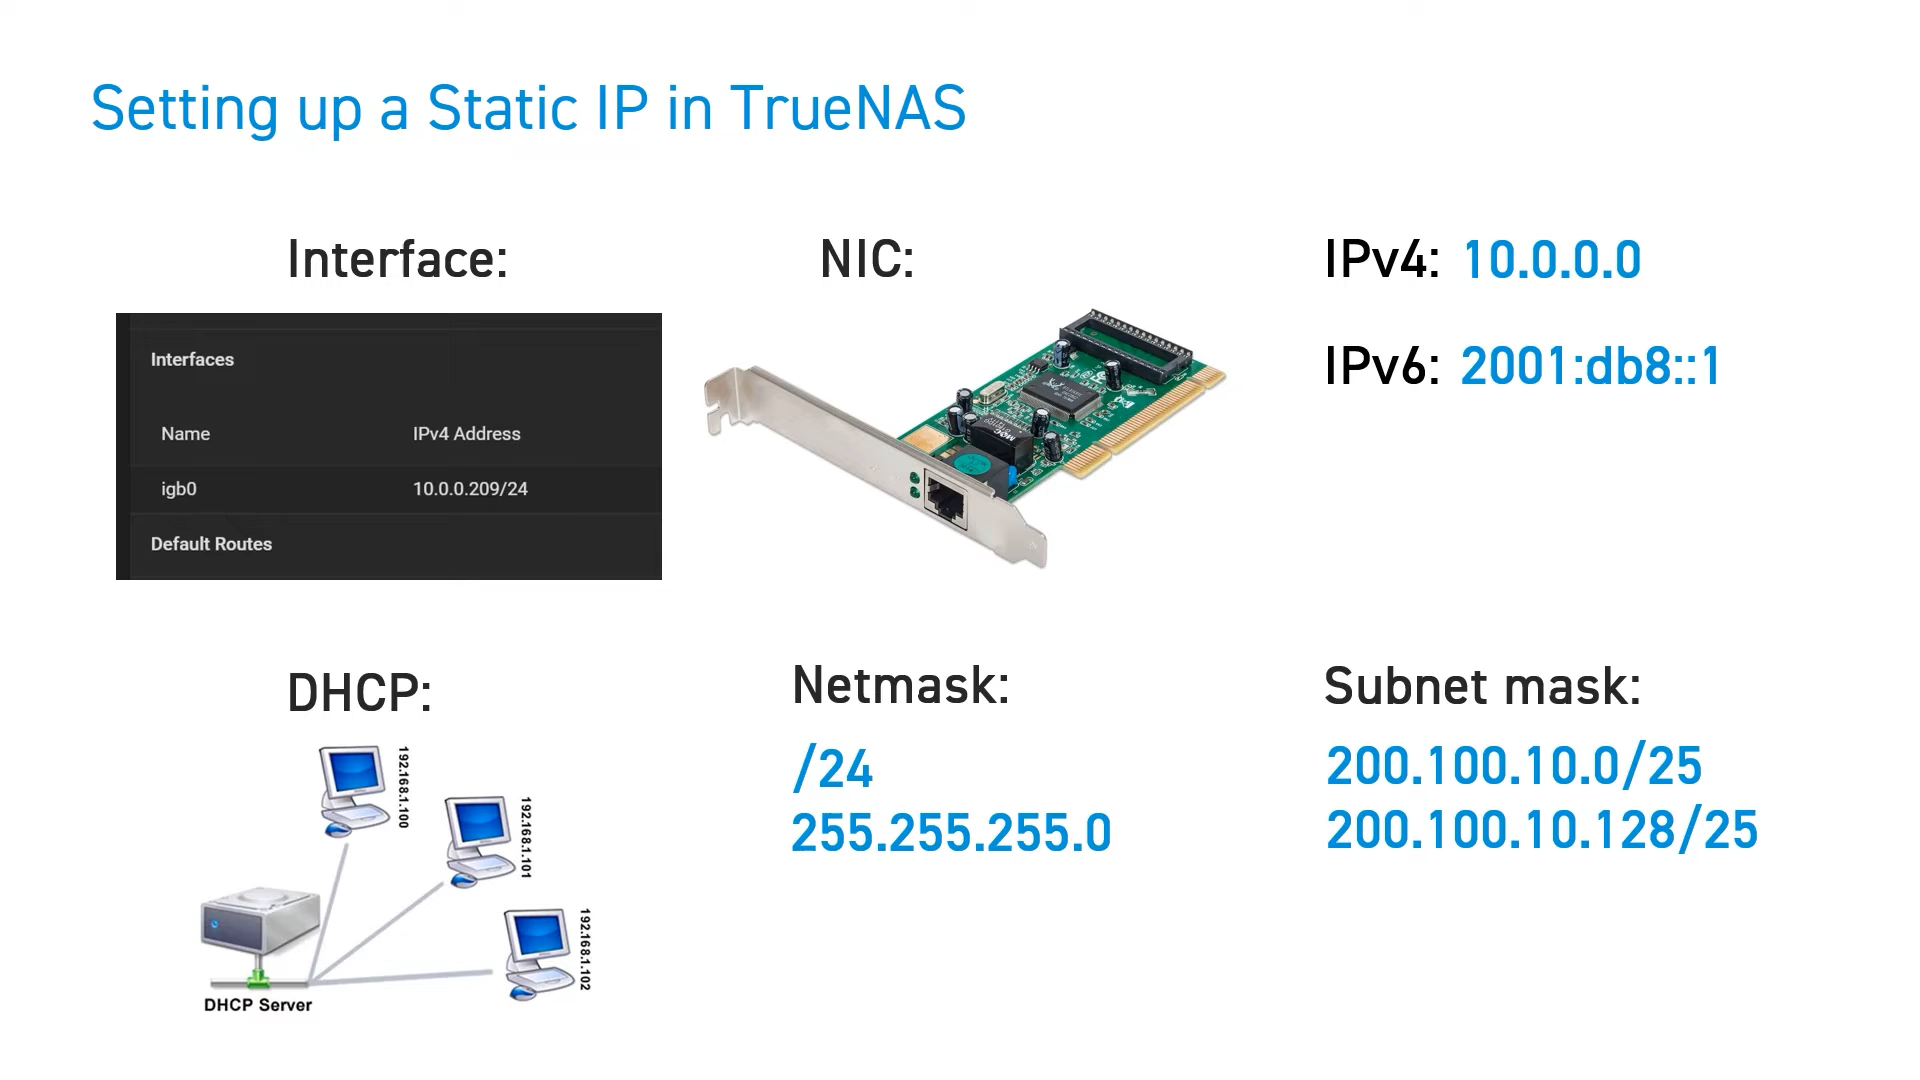 Setting up a Static IP in TrueNAS
Interface:
Interfaces
Name IPv4 Address
igb0 10.0.0.209/24
Default Routes
NIC:
IPv4: 10.0.0.0
IPv6: 2001:db8::1
DHCP:
192.168.1.100
192.168.1.101
192.168.1.102
DHCP Server
Netmask:
/24
255.255.255.0
Subnet mask:
200.100.10.0/25
200.100.10.128/25